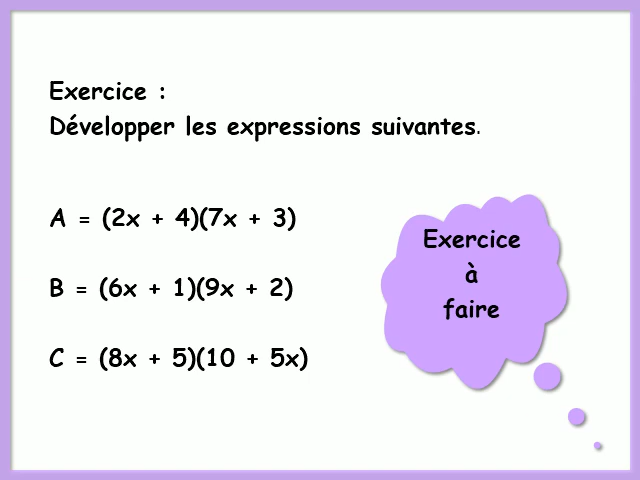 Exercice :
Développer les expressions suivantes.
A = (2x + 4)(7x + 3)
B = (6x + 1)(9x + 2)
C = (8x + 5)(10 + 5x)
Exercice
à
faire